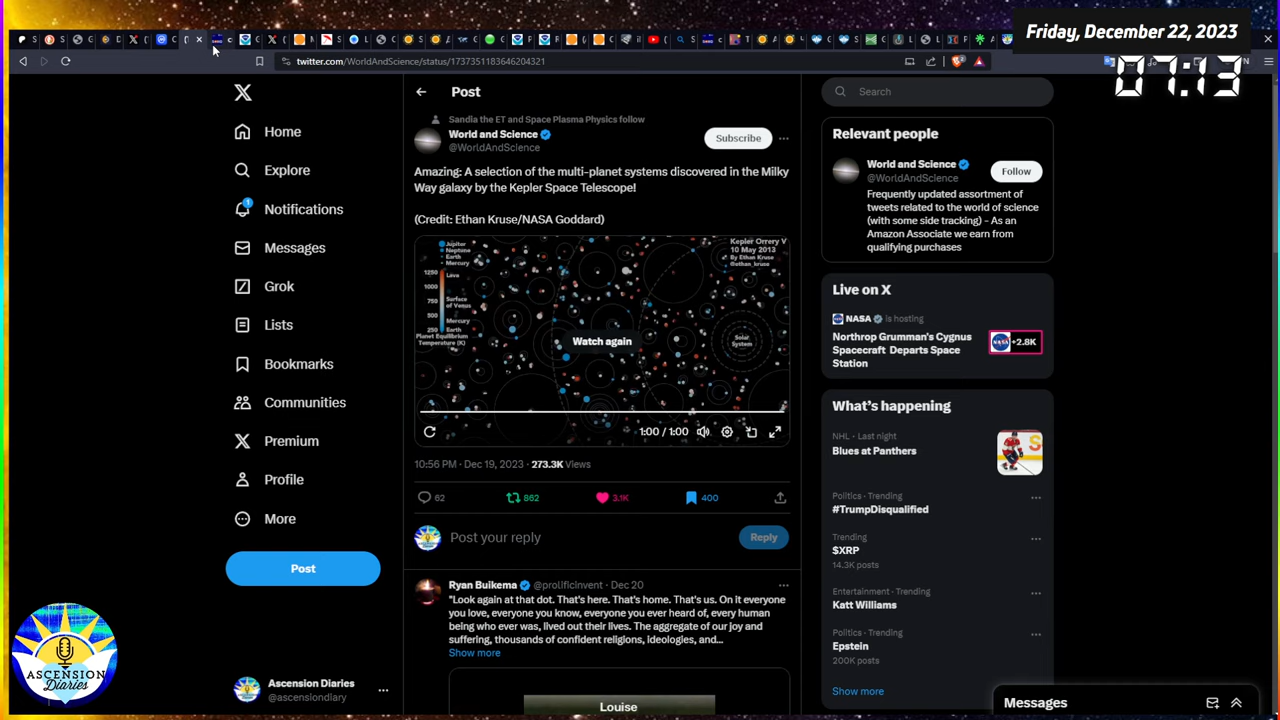 Friday, December 22, 2023
07:13
twitter.com/WorldAndScience/status/1737351183646204321
Post
Search
Home
Explore
Notifications
1
Messages
Grok
Lists
Bookmarks
Communities
Premium
Profile
More
Post
Ascension Diaries
@ascensiondiary
ASCENSION
Diaries
Sandia the ET and Space Plasma Physics follow
World and Science
@WorldAndScience
Subscribe
Amazing: A selection of the multi-planet systems discovered in the Milky
Way galaxy by the Kepler Space Telescope!
(Credit: Ethan Kruse/NASA Goddard)
Jupiter
Neptune
Earth
Mercury
1250
Lava
1000
750
Surface
of Venus
500
Mercury
250
Earth
Planet Equilibrium
Temperature (K)
Kepler Orrery V
10 May 2013
By Ethan Kruse
@ethan_kruse
Solar
System
Watch again
1:00 / 1:00
10:56 PM · Dec 19, 2023 · 273.3K Views
62
862
3.1K
400
Post your reply
Reply
Ryan Buikema @prolificinvent · Dec 20
"Look again at that dot. That's here. That's home. That's us. On it everyone
you love, everyone you know, everyone you ever heard of, every human
being who ever was, lived out their lives. The aggregate of our joy and
suffering, thousands of confident religions, ideologies, and...
Show more
Louise
Relevant people
World and Science
@WorldAndScience
Follow
Frequently updated assortment of
tweets related to the world of science
(with some side tracking) - As an
Amazon Associate we earn from
qualifying purchases
Live on X
NASA is hosting
Northrop Grumman's Cygnus
Spacecraft Departs Space
Station
+2.8K
What's happening
NHL · Last night
Blues at Panthers
Politics · Trending
#TrumpDisqualified
Trending
$XRP
14.3K posts
Entertainment · Trending
Katt Williams
Politics · Trending
Epstein
200K posts
Show more
Messages